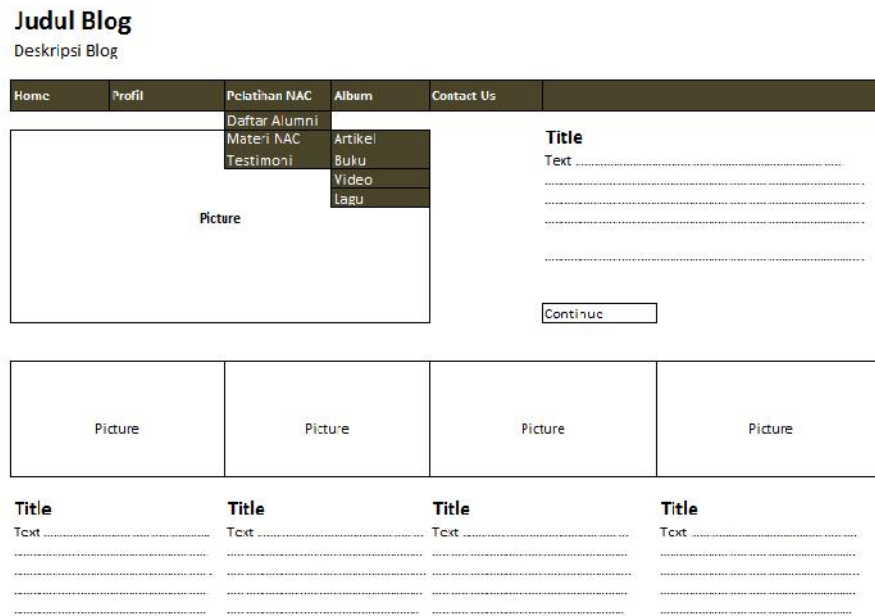 Judul Blog
Deskripsi Blog
Home Profil Pelatihan NAC Album Contact Us
Daftar Alumni
Materi NAC Artikel
Testimoni Buku
Video
Lagu
Picture
Title
Text ................................................................
................................................................
................................................................
................................................................
................................................................
Continue
Picture Picture Picture Picture
Title Title Title Title
Text ........................ Text ........................ Text ........................ Text ........................